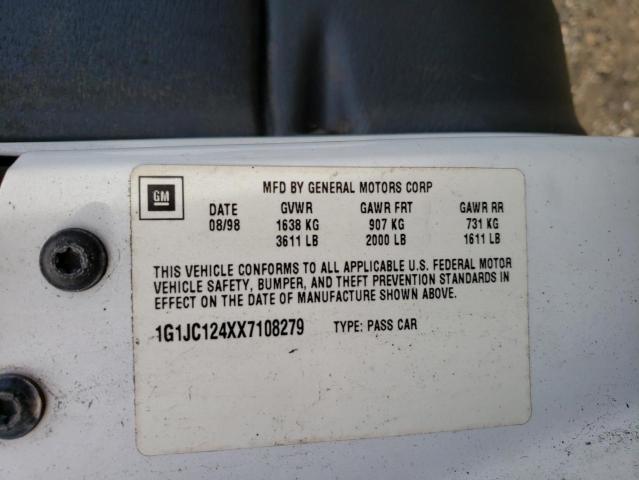 GM
MFD BY GENERAL MOTORS CORP
DATE GVWR GAWR FRT GAWR RR
08/98 1638 KG 907 KG 731 KG
3611 LB 2000 LB 1611 LB
THIS VEHICLE CONFORMS TO ALL APPLICABLE U.S. FEDERAL MOTOR
VEHICLE SAFETY, BUMPER, AND THEFT PREVENTION STANDARDS IN
EFFECT ON THE DATE OF MANUFACTURE SHOWN ABOVE.
1G1JC124XX7108279 TYPE: PASS CAR